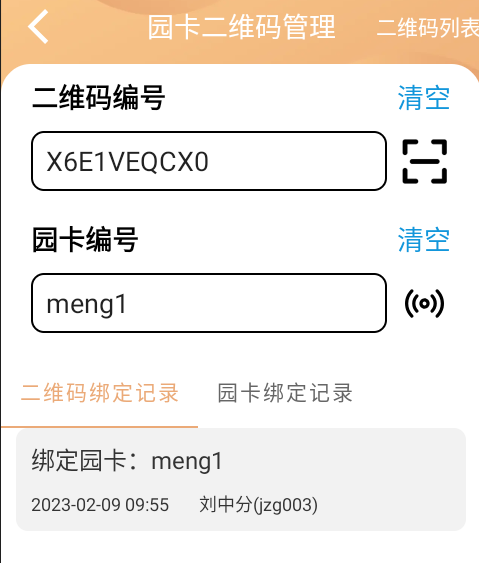 园卡二维码管理 二维码列表
二维码编号 清空
X6E1VEQCX0
园卡编号 清空
meng1
二维码绑定记录 园卡绑定记录
绑定园卡：meng1
2023-02-09 09:55 刘中分(jzg003)